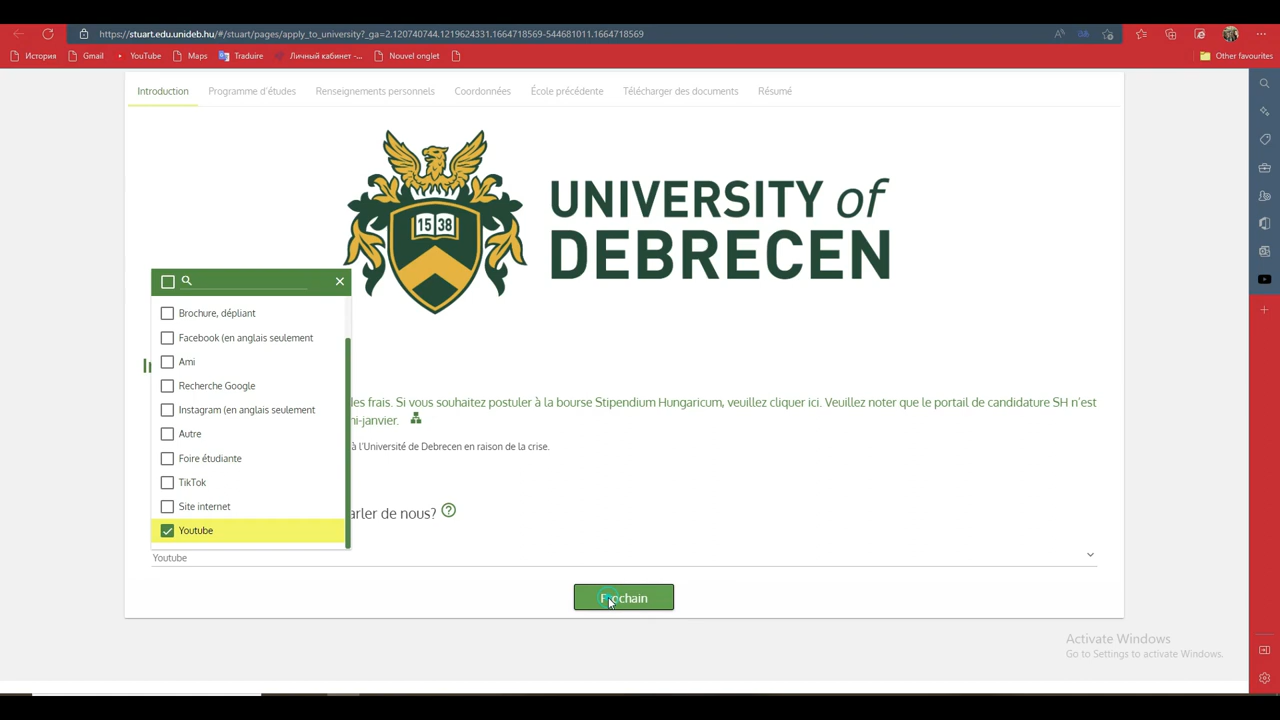 https://stuart.edu.unideb.hu/#/stuart/pages/apply_to_university?_ga=2.120740744.1219624331.1664718569-544681011.1664718569
История
Gmail
YouTube
Maps
Traduire
Личный кабинет -...
Nouvel onglet
Other favourites
Introduction
Programme d'études
Renseignements personnels
Coordonnées
École précédente
Télécharger des documents
Résumé
15 38
UNIVERSITY of
DEBRECEN
Brochure, dépliant
Facebook (en anglais seulement
Ami
Recherche Google
Instagram (en anglais seulement
Autre
Foire étudiante
TikTok
Site internet
Youtube
des frais. Si vous souhaitez postuler à la bourse Stipendium Hungaricum, veuillez cliquer ici. Veuillez noter que le portail de candidature SH n'est
ni-janvier.
à l'Université de Debrecen en raison de la crise.
arler de nous?
Youtube
Prochain
Activate Windows
Go to Settings to activate Windows.